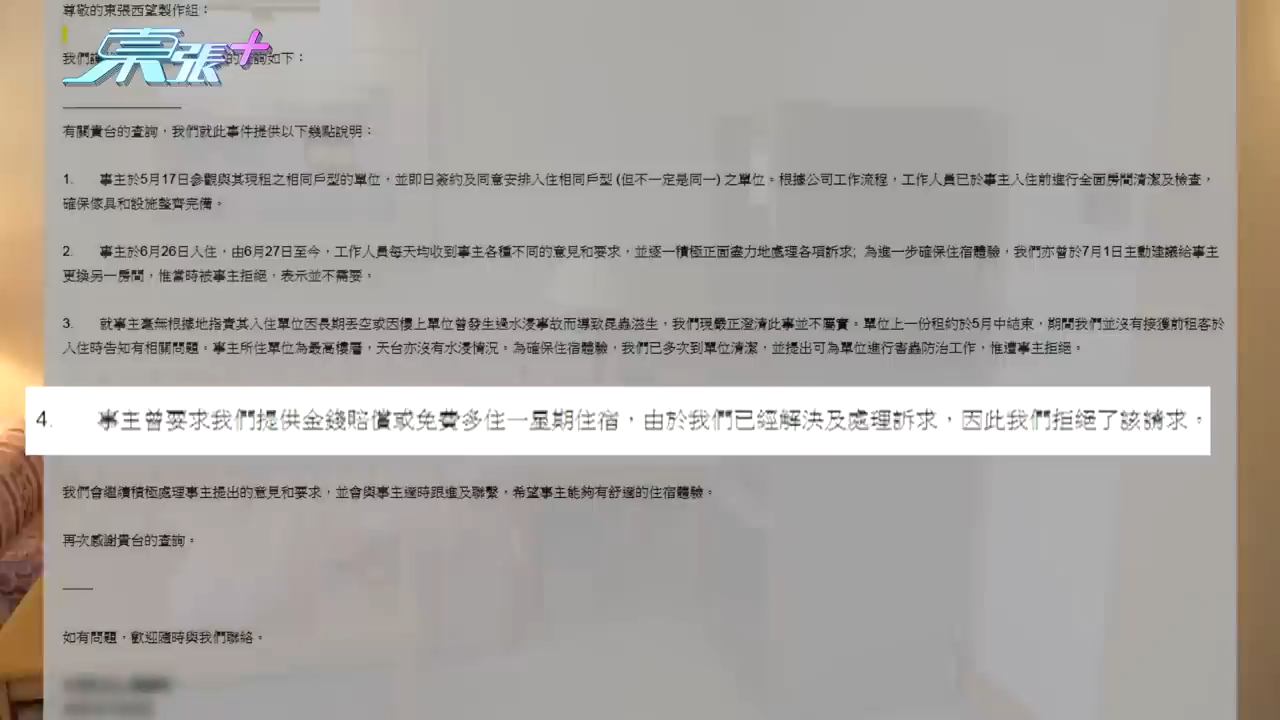 尊敬的東張西望製作組：
東張+
我們 的 詢如下：
有關貴台的查詢，我們就此事件提供以下幾點說明：
1. 事主於5月17日參觀與其現租之相同戶型的單位，並即日簽約及同意安排入住相同戶型 (但不一定是同一) 之單位。根據公司工作流程，工作人員已於事主入住前進行全面房間清潔及檢查，
確保傢具和設施整齊完備。
2. 事主於6月26日入住，由6月27日至今，工作人員每天均收到事主各種不同的意見和要求，並逐一積極正面盡力地處理各項訴求; 為進一步確保住宿體驗，我們亦曾於7月1日主動建議給事主
更換另一房間，惟當時被事主拒絕，表示並不需要。
3. 就事主毫無根據地指責其入住單位因長期丟空或因樓上單位曾發生過水浸事故而導致昆蟲滋生，我們現嚴正澄清此事並不屬實。單位上一份租約於5月中結束，期間我們並沒有接獲前租客於
入住時告知有相關問題。事主所住單位為最高樓層，天台亦沒有水浸情況。為確保住宿體驗，我們已多次到單位清潔，並提出可為單位進行害蟲防治工作，惟遭事主拒絕。
4. 事主曾要求我們提供金錢賠償或免費多住一星期住宿，由於我們已經解決及處理訴求，因此我們拒絕了該請求。
我們會繼續積極處理事主提出的意見和要求，並會與事主適時跟進及聯繫，希望事主能夠有舒適的住宿體驗。
再次感謝貴台的查詢。
如有問題，歡迎隨時與我們聯絡。